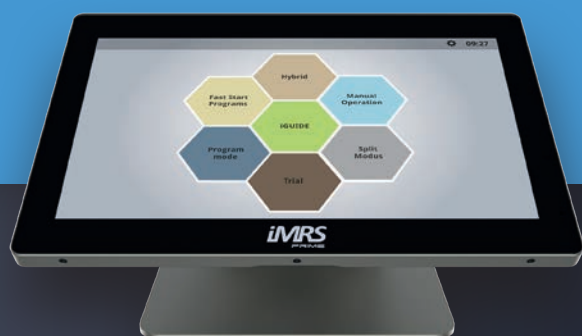 09:27
Hybrid
Fast Start
Programs
Manual
Operation
iGUIDE
Program
mode
Split
Modus
Trial
iMRS
PRIME